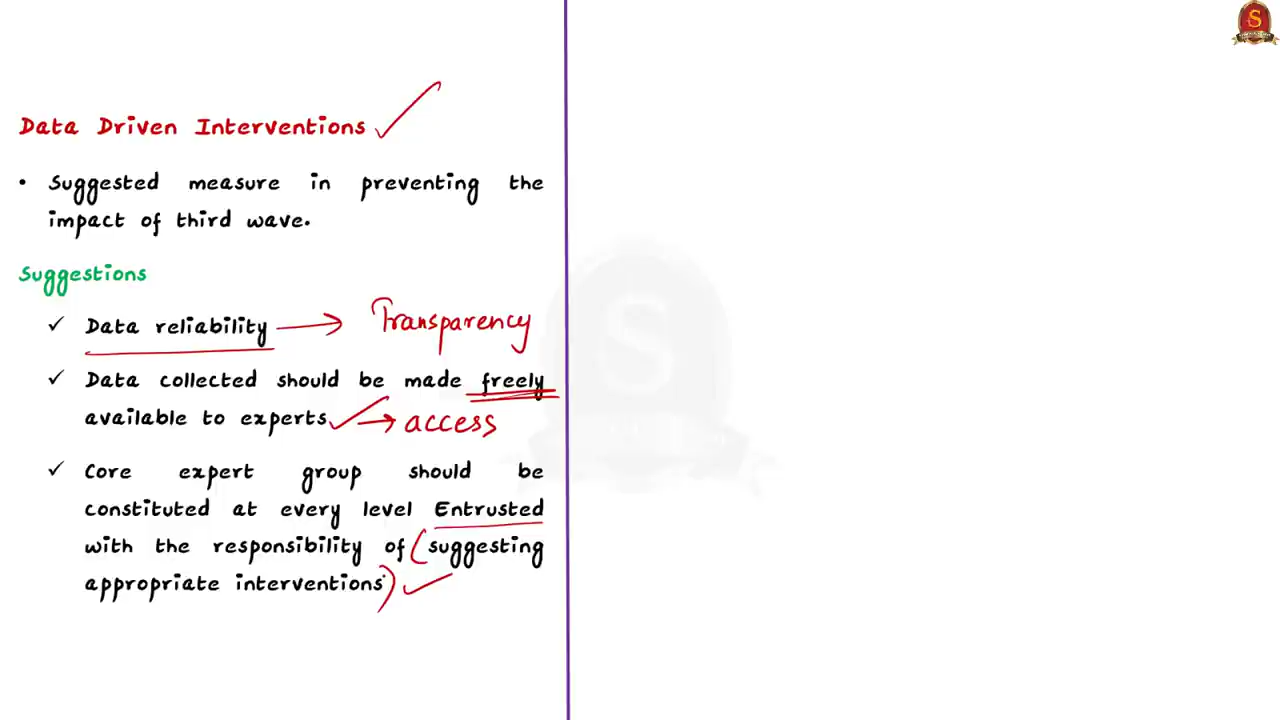 Data Driven Interventions
• Suggested measure in preventing the
impact of third wave.
Suggestions
✓ Data reliability → Transparency
✓ Data collected should be made freely
available to experts → access
✓ Core expert group should be
constituted at every level Entrusted
with the responsibility of (suggesting
appropriate interventions)
S